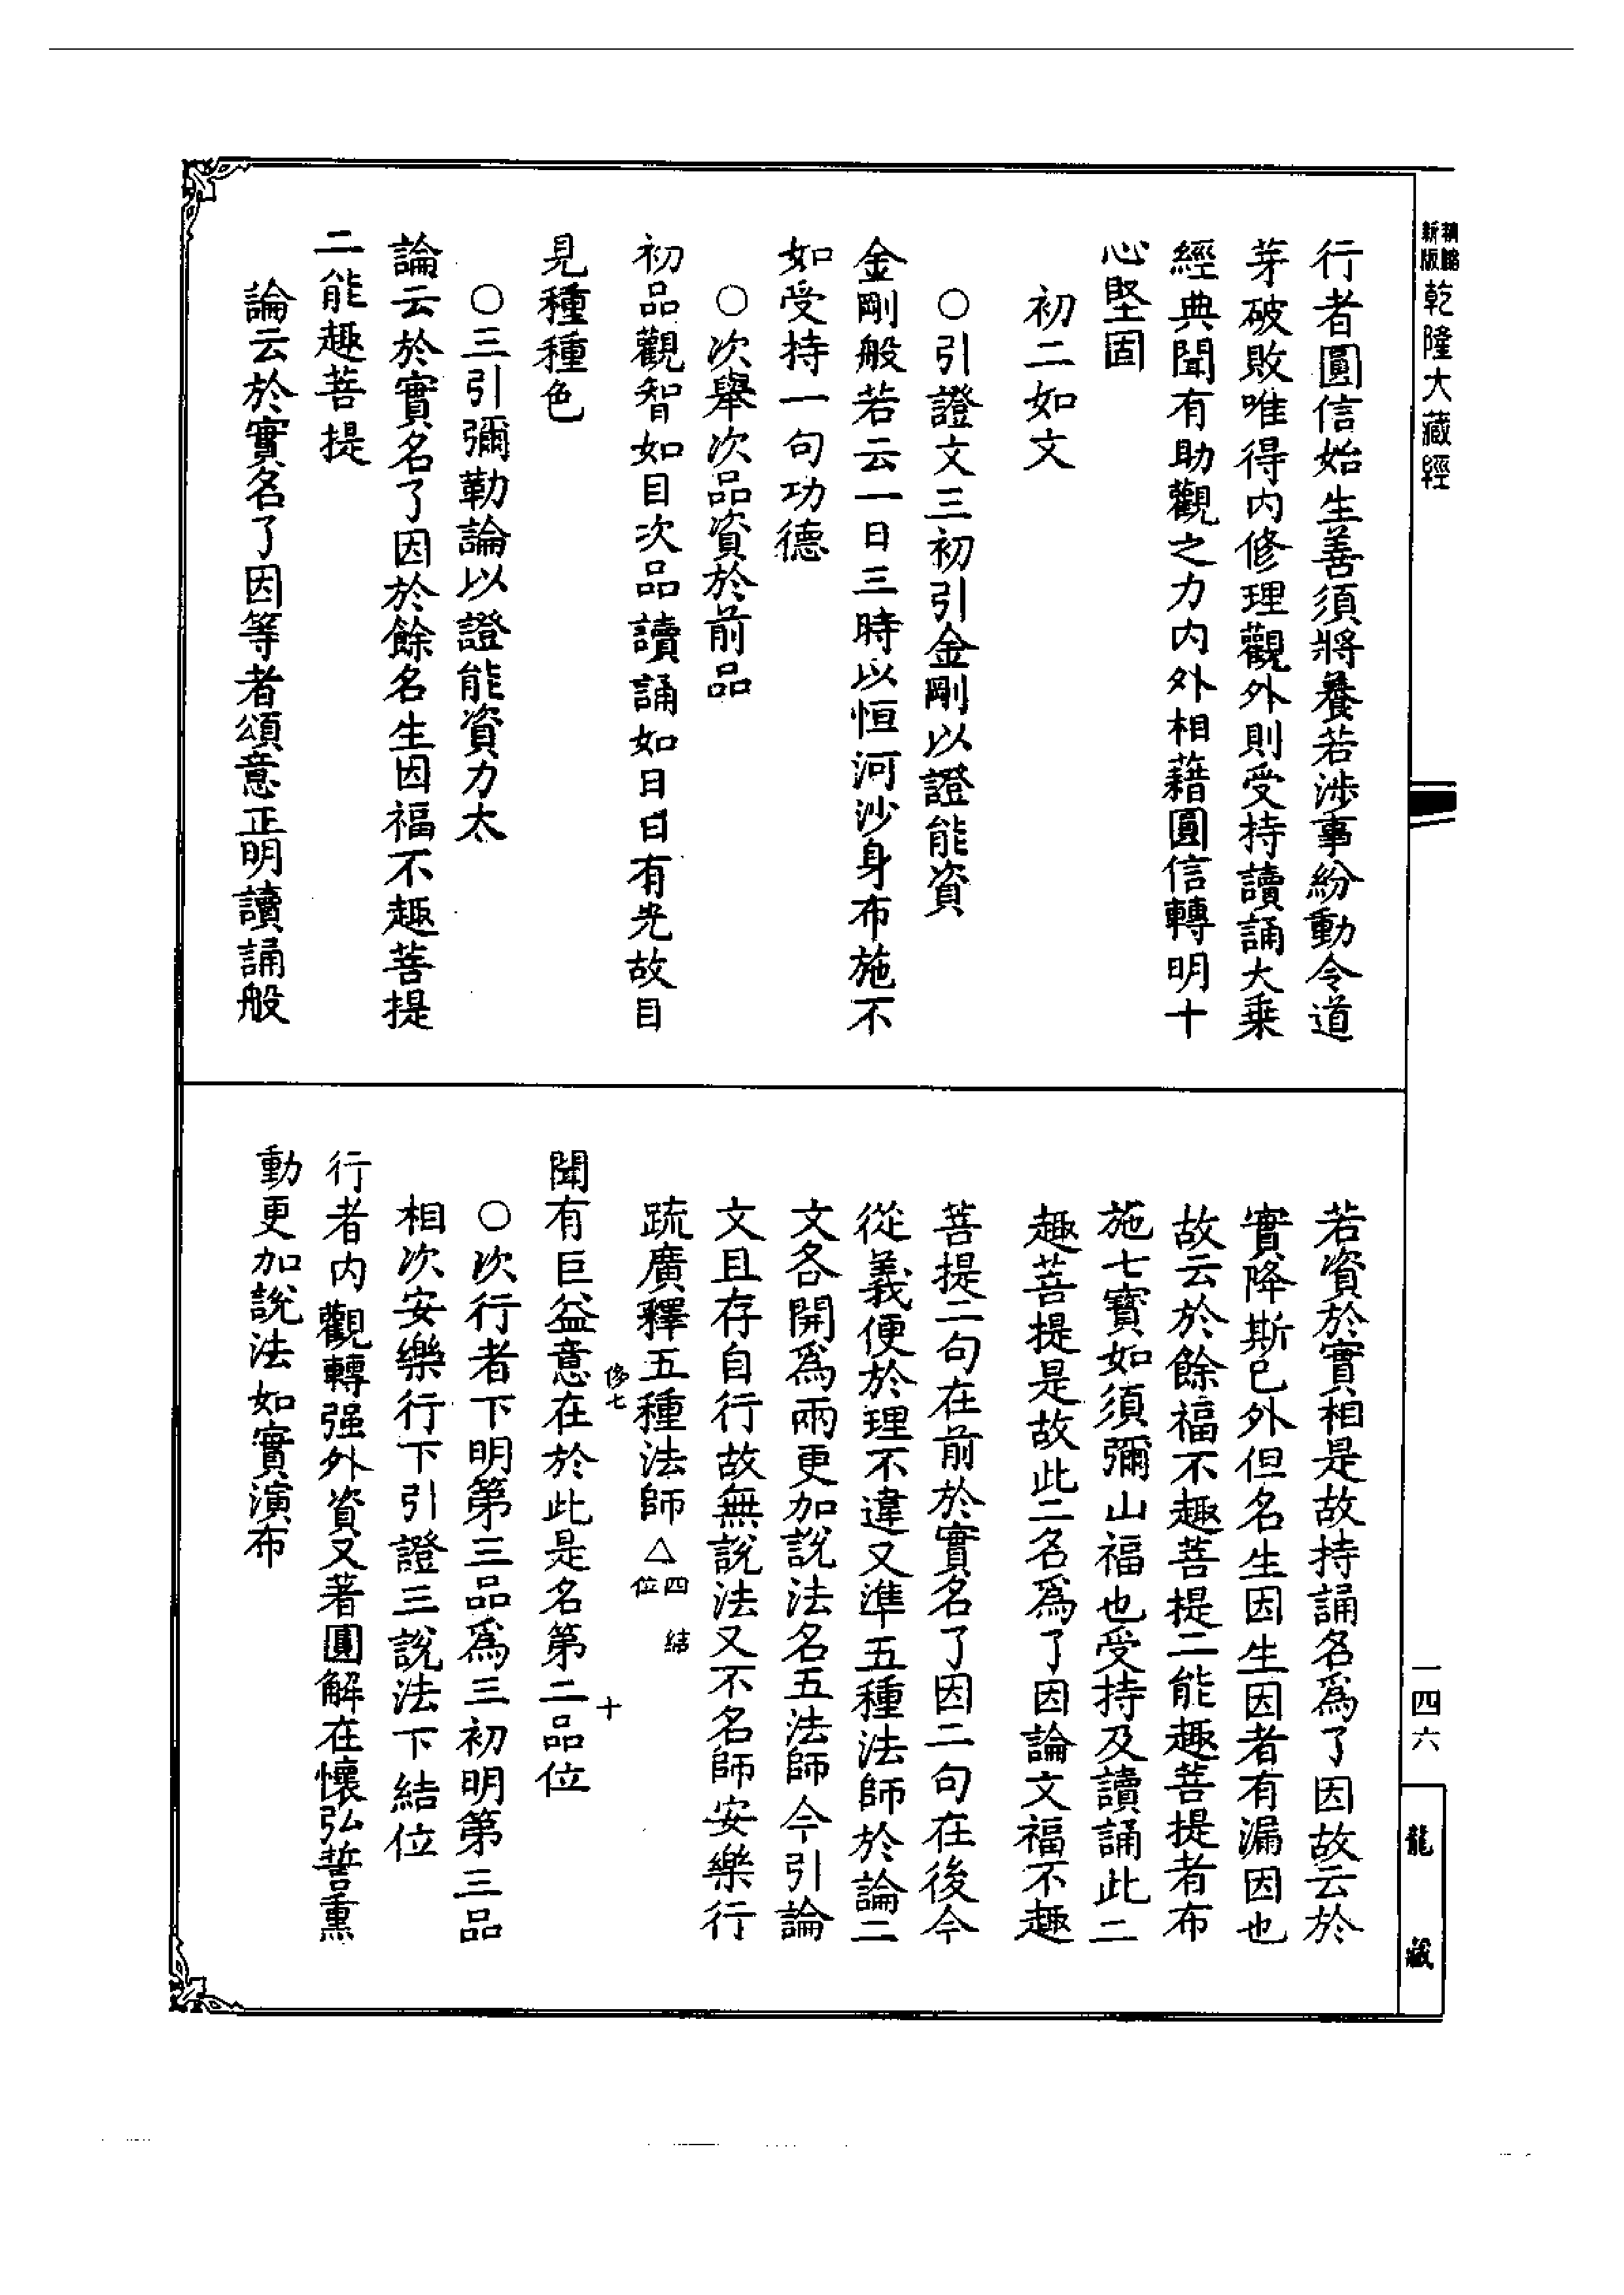 新版
乾隆大藏經
行者圓信始生善須將養若涉事紛動令道
芽破敗唯得内修理觀外則受持讀誦大乗
經典聞有助觀之力内外相藉圓信轉明十
心堅固
初二如文
○引證文三初引金剛以證能資
金剛般若云一日三時以恒河沙身布施不
如受持一句功德
○次舉次品資於前品
初品觀智如目次品讀誦如日日有光故目
見種種色
○三引彌勒論以證能資力太
論云於實名了因於餘名生因福不趣菩提
二能趣菩提
論云於實名了因等者頌意正明讀誦般
若資於實相是故持誦名爲了因故云於
實降斯已外但名生因生因者有漏因也
故云於餘福不趣菩提二能趣菩提者布
施七寶如須彌山福也受持及讀誦此二
趣菩提是故此二名爲了因論文福不趣
菩提二句在前於實名了因二句在後今
從義便於理不違又準五種法師於論二
文各開爲兩更加說法名五法師今引論
文且存自行故無說法又不名師安樂行
疏廣釋五種法師△四結位
聞有巨益意在於此是名第二品位
㣲七
十
○次行者下明第三品爲三初明第三品
相次安樂行下引證三說法下結位
行者内觀轉强外資又著圓解在懷弘誓熏
動更加説法如實演布
一四六
龍藏